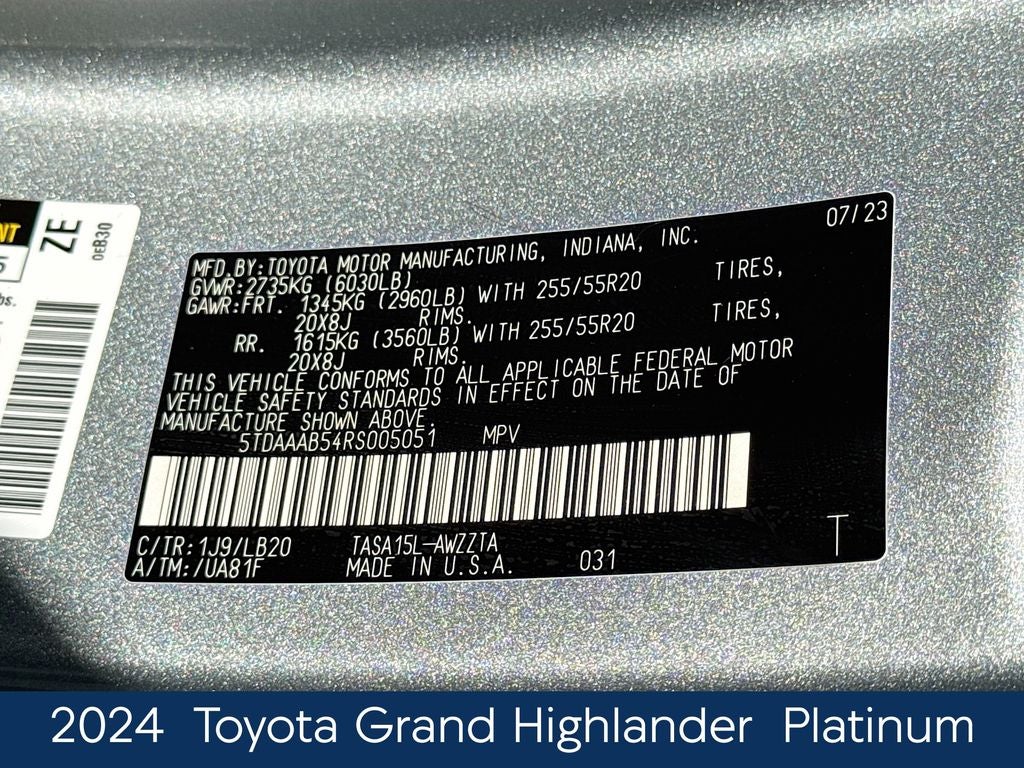 NT
5
bs.
ZE
0EB30
07/23
MFD.BY:TOYOTA MOTOR MANUFACTURING, INDIANA, INC.
GVWR:2735KG (6030LB)
GAWR:FRT. 1345KG (2960LB) WITH 255/55R20 TIRES,
20X8J RIMS.
RR. 1615KG (3560LB) WITH 255/55R20 TIRES,
20X8J RIMS.
THIS VEHICLE CONFORMS TO ALL APPLICABLE FEDERAL MOTOR
VEHICLE SAFETY STANDARDS IN EFFECT ON THE DATE OF
MANUFACTURE SHOWN ABOVE.
5TDAAAB54RS005051 MPV
C/TR:1J9/LB20 TASA15L-AWZZTA
A/TM:/UA81F MADE IN U.S.A. 031
T
2024 Toyota Grand Highlander Platinum